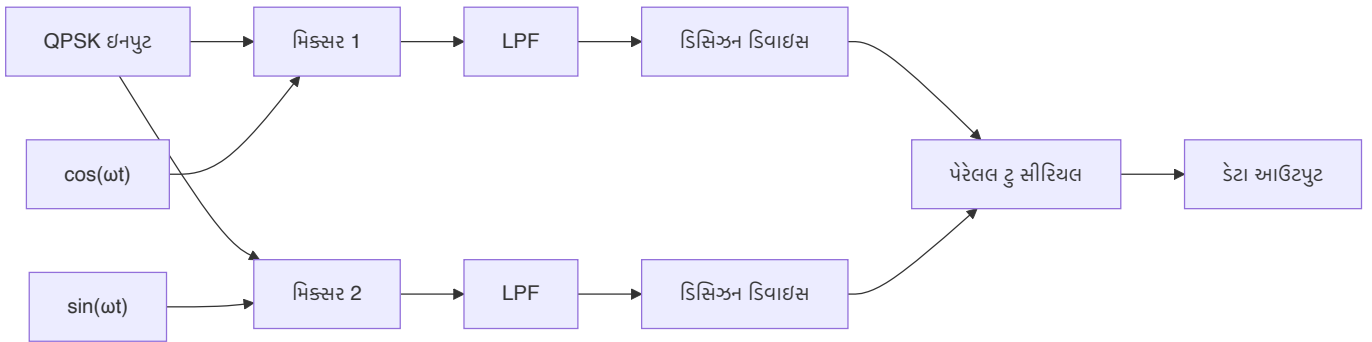 QPSK ઇનપુટ
મિક્સર 1
LPF
ડિસિઝન ડિવાઇસ
cos(ωt)
પેરેલલ ટુ સીરિયલ
ડેટા આઉટપુટ
sin(ωt)
મિક્સર 2
LPF
ડિસિઝન ડિવાઇસ